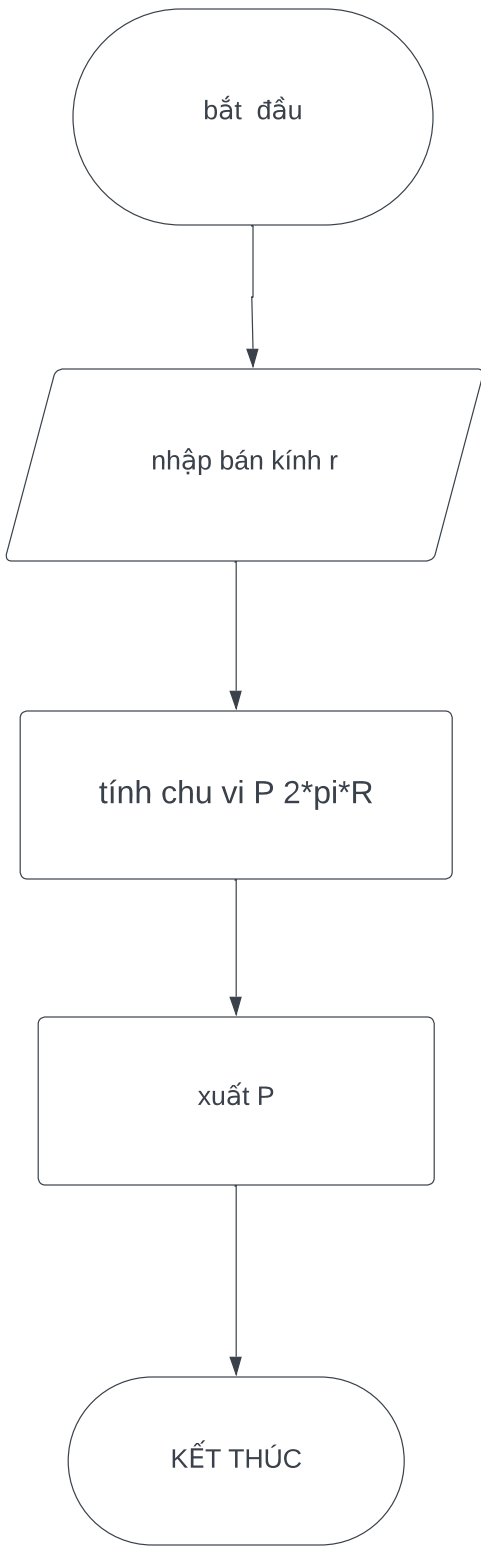 bắt  đầu
nhập bán kính r
tính chu vi P 2*pi*R
xuất P
KẾT THÚC